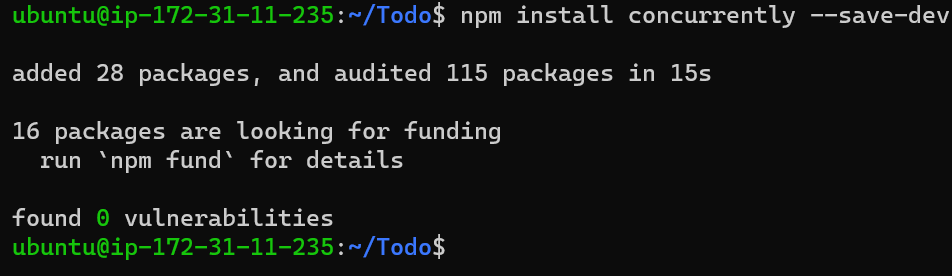 ubuntu@ip-172-31-11-235:~/Todo$ npm install concurrently --save-dev
added 28 packages, and audited 115 packages in 15s
16 packages are looking for funding
  run `npm fund` for details
found 0 vulnerabilities
ubuntu@ip-172-31-11-235:~/Todo$